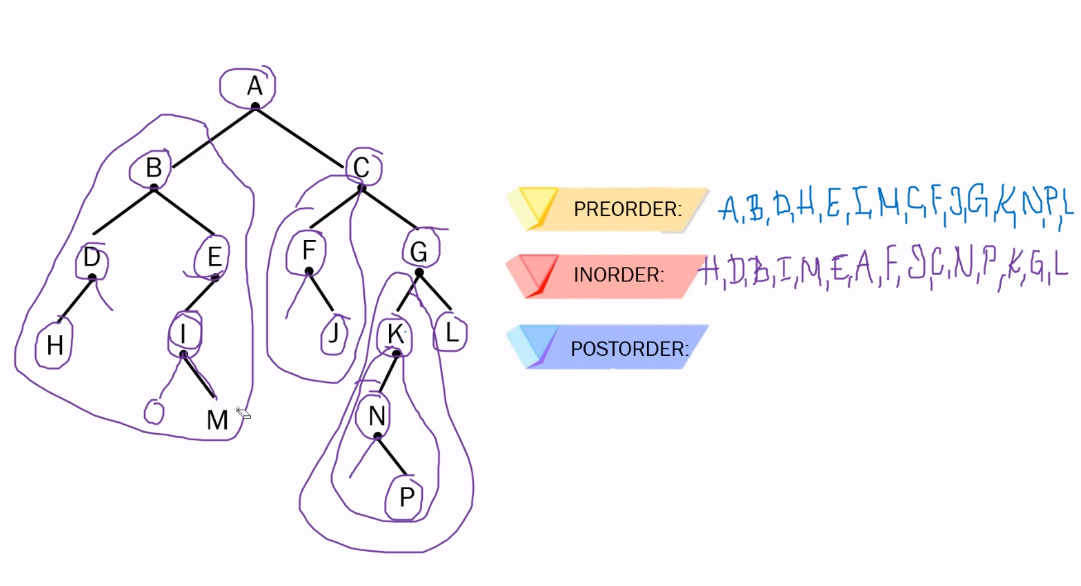 A
B
C
D
E
F
G
H
I
J
K
L
M
N
P
PREORDER: A,B,D,H,E,I,M,C,F,J,G,K,N,P,L
INORDER: H,D,B,I,M,E,A,F,J,C,N,P,K,G,L
POSTORDER: